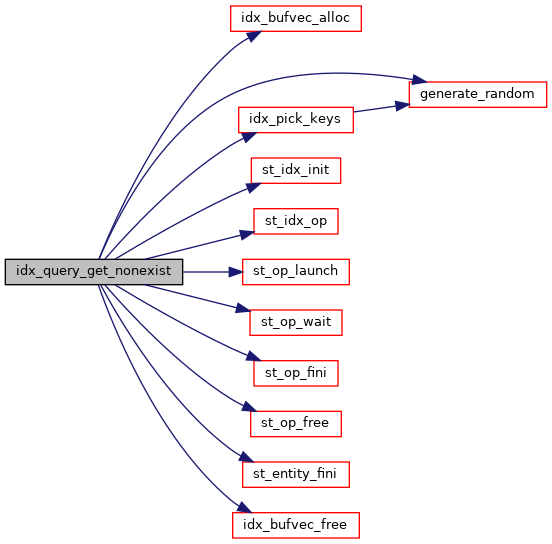 idx_bufvec_alloc
generate_random
idx_pick_keys
st_idx_init
st_idx_op
idx_query_get_nonexist
st_op_launch
st_op_wait
st_op_fini
st_op_free
st_entity_fini
idx_bufvec_free